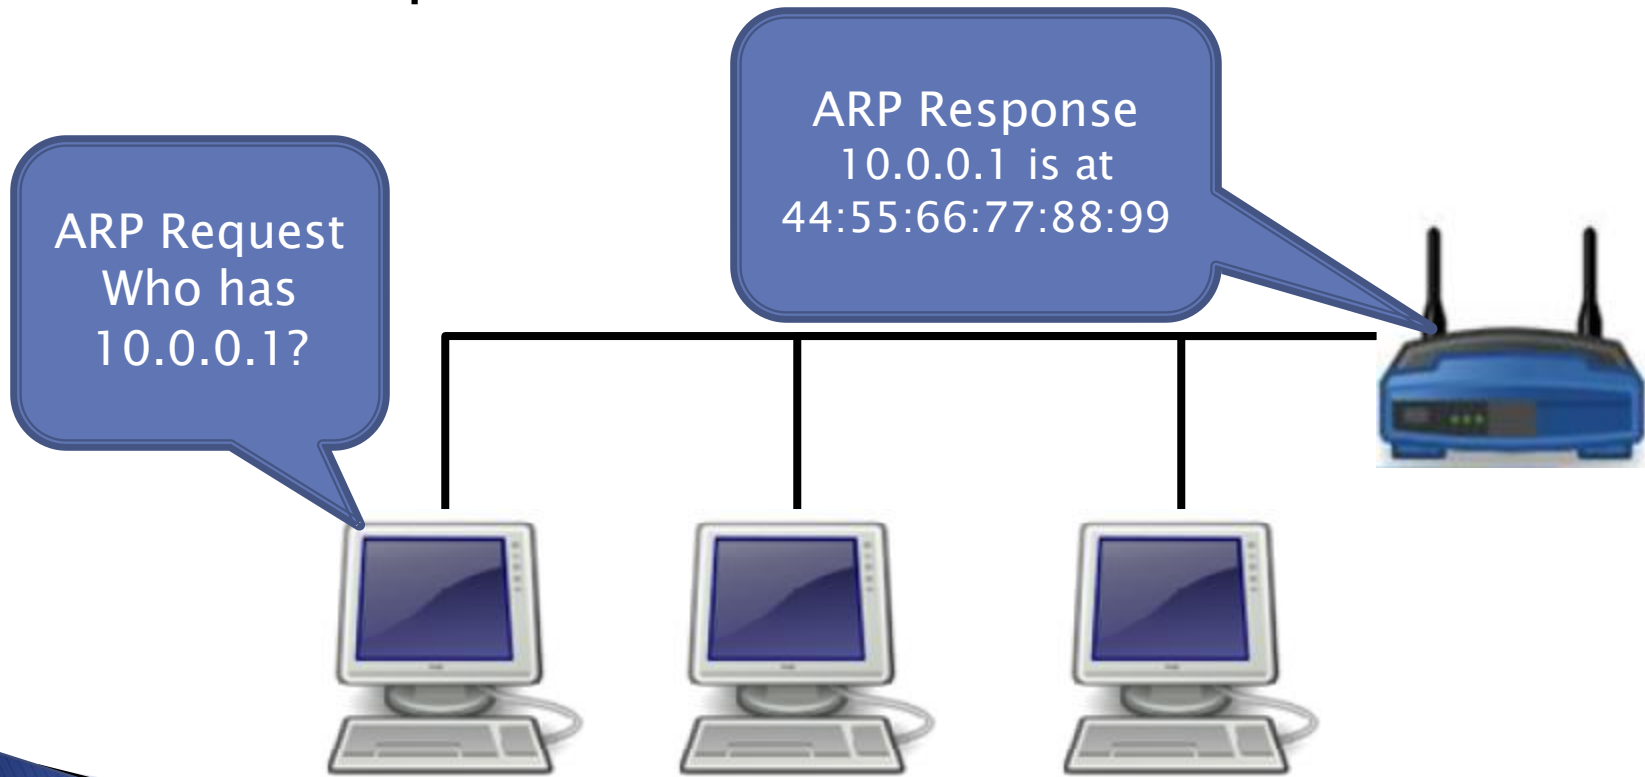 ARP Request
Who has
10.0.0.1?
ARP Response
10.0.0.1 is at
44:55:66:77:88:99